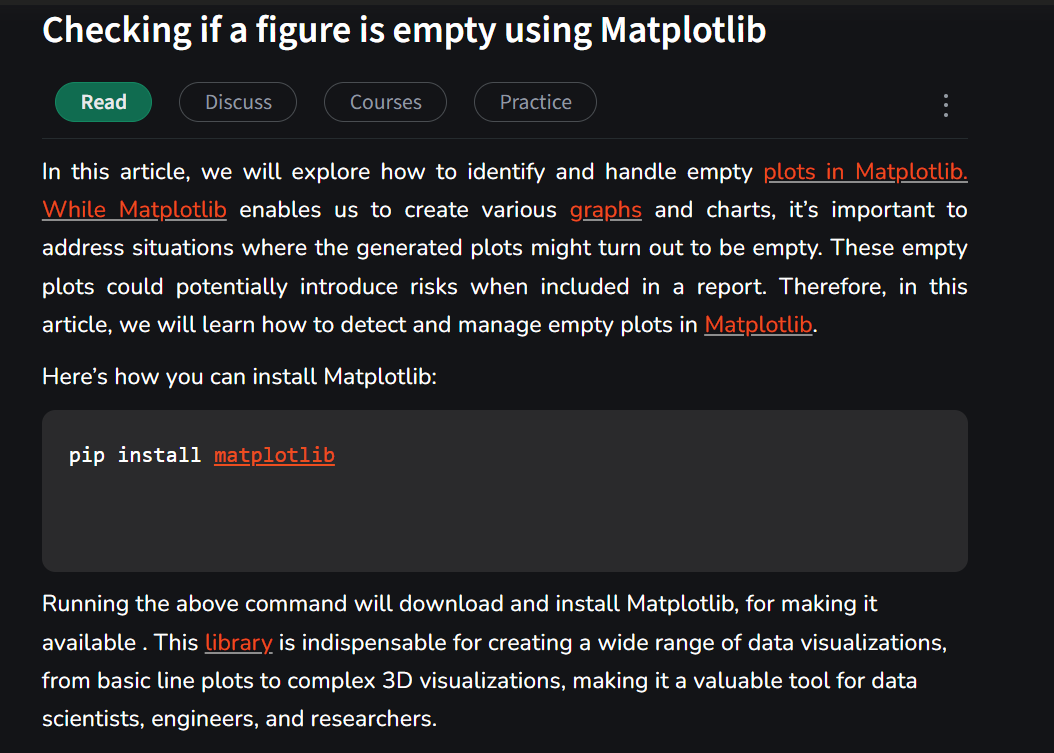 Checking if a figure is empty using Matplotlib
Read Discuss Courses Practice
In this article, we will explore how to identify and handle empty plots in Matplotlib.
While Matplotlib enables us to create various graphs and charts, it’s important to
address situations where the generated plots might turn out to be empty. These empty
plots could potentially introduce risks when included in a report. Therefore, in this
article, we will learn how to detect and manage empty plots in Matplotlib.
Here’s how you can install Matplotlib:
pip install matplotlib
Running the above command will download and install Matplotlib, for making it
available . This library is indispensable for creating a wide range of data visualizations,
from basic line plots to complex 3D visualizations, making it a valuable tool for data
scientists, engineers, and researchers.